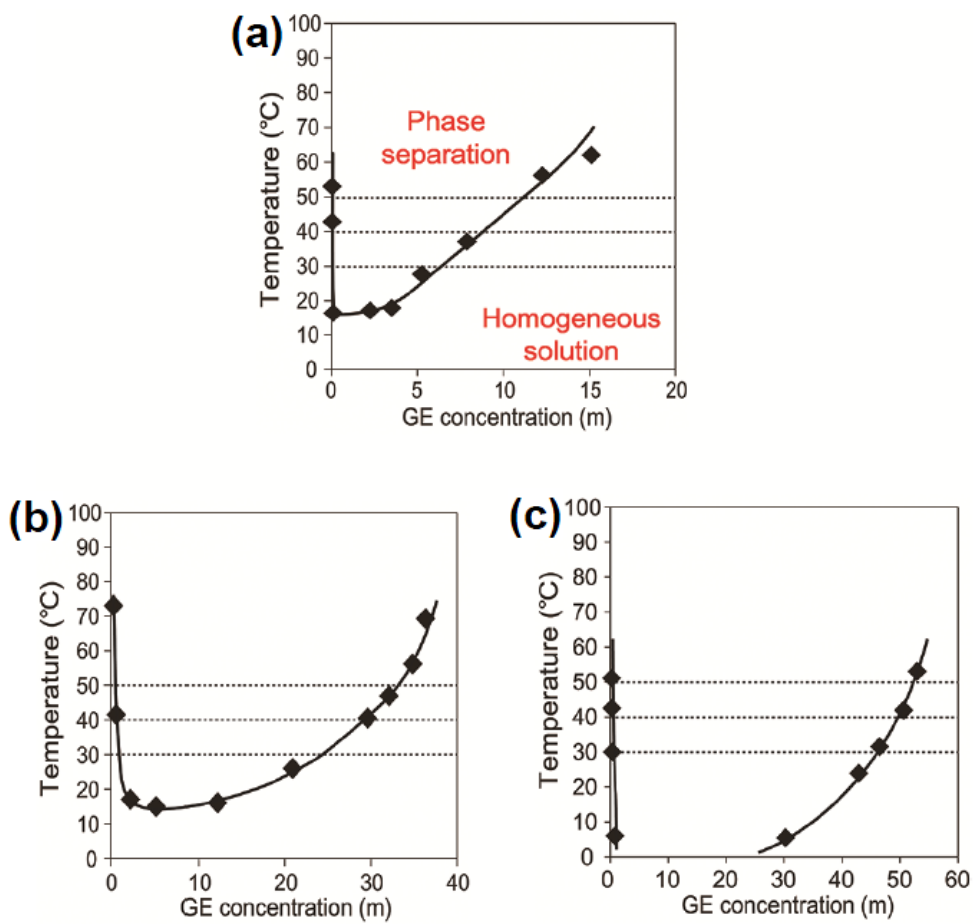 (a)
100
90
80
70
60
50
40
30
20
10
0
Temperature (°C)
Phase
separation
Homogeneous
solution
0 5 10 15 20
GE concentration (m)
(b)
100
90
80
70
60
50
40
30
20
10
0
Temperature (°C)
0 10 20 30 40
GE concentration (m)
(c)
100
90
80
70
60
50
40
30
20
10
0
Temperature (°C)
0 10 20 30 40 50 60
GE concentration (m)